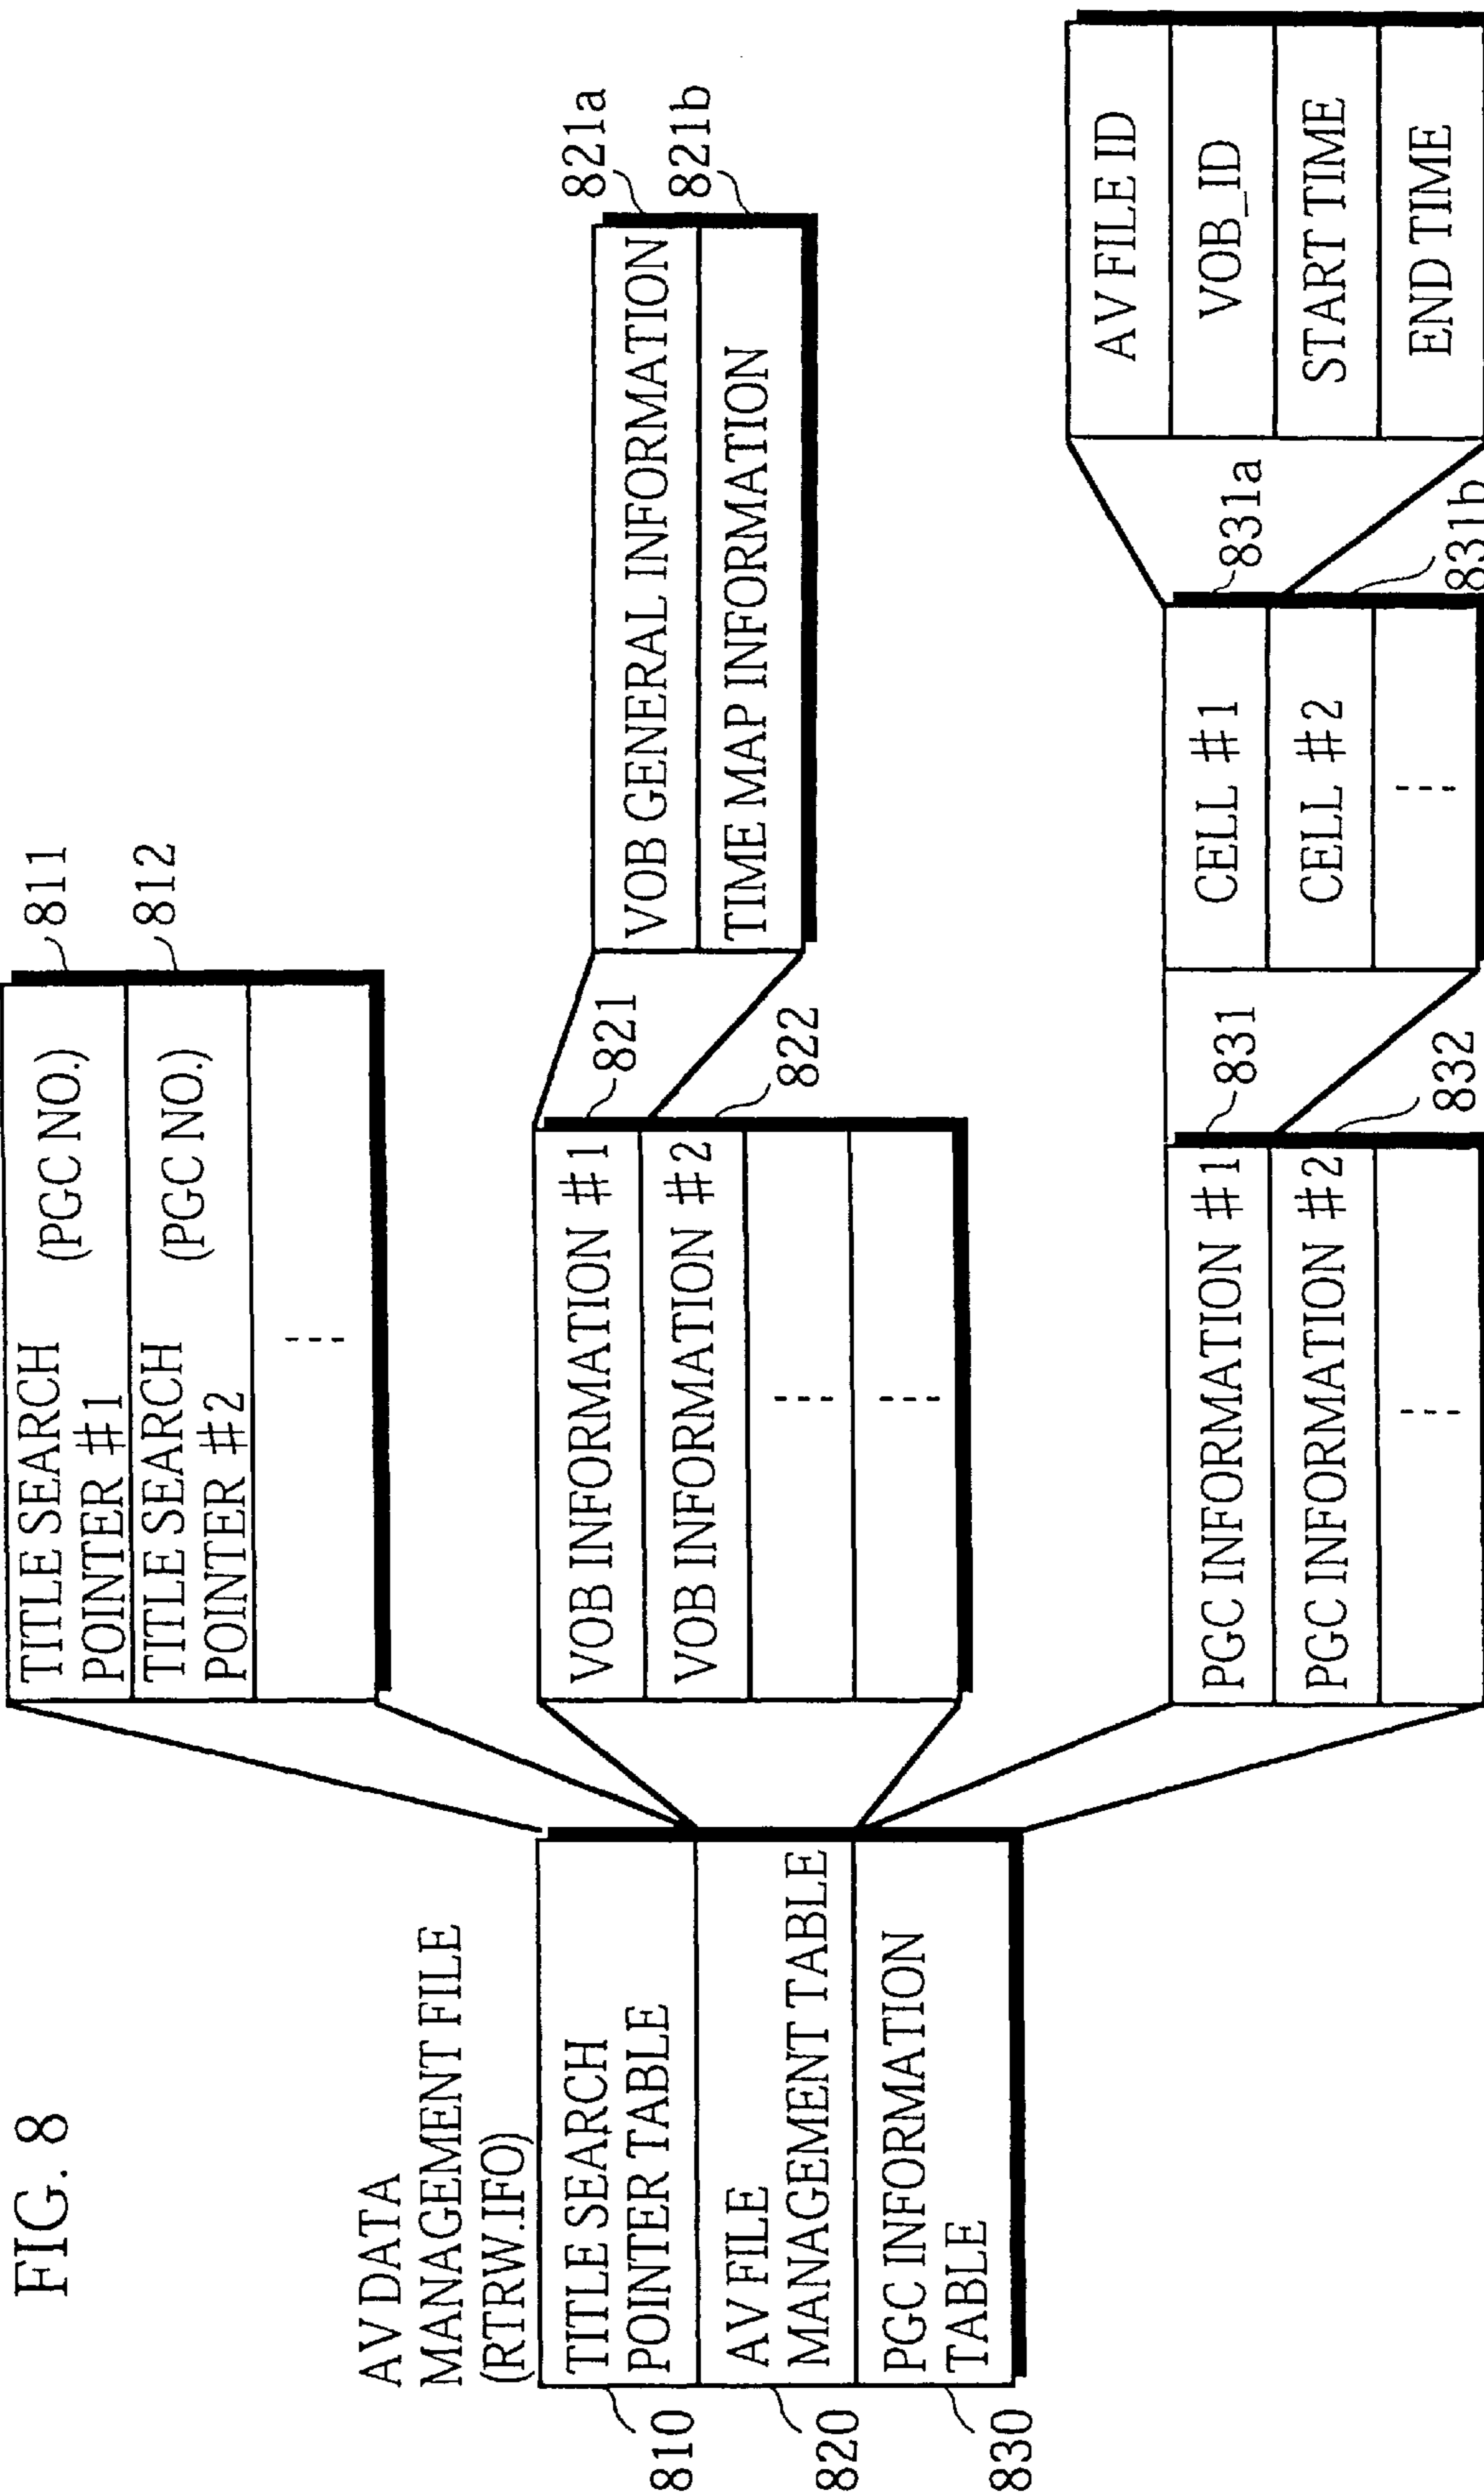 FIG. 8
AV DATA
MANAGEMENT FILE
(RTRW.IFO)
810
TITLE SEARCH
POINTER TABLE
820
AV FILE
MANAGEMENT TABLE
830
PGC INFORMATION
TABLE
TITLE SEARCH
POINTER #1 (PGC NO.)
811
TITLE SEARCH
POINTER #2 (PGC NO.)
812
VOB INFORMATION #1
821
VOB INFORMATION #2
822
VOB GENERAL INFORMATION
821a
TIME MAP INFORMATION
821b
PGC INFORMATION #1
831
PGC INFORMATION #2
832
CELL #1
831a
CELL #2
831b
AV FILE ID
VOB_ID
START TIME
END TIME